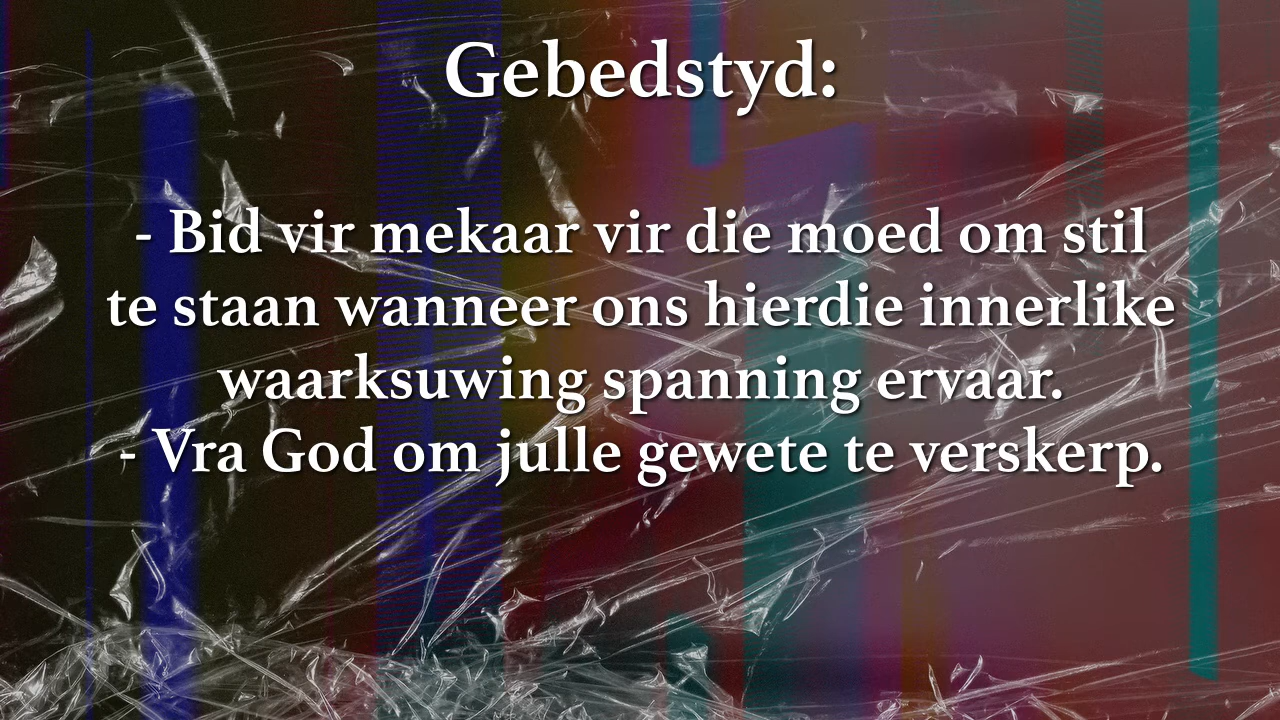 Gebedstyd:
- Bid vir mekaar vir die moed om stil
te staan wanneer ons hierdie innerlike
waarksuwing spanning ervaar.
- Vra God om julle gewete te verskerp.